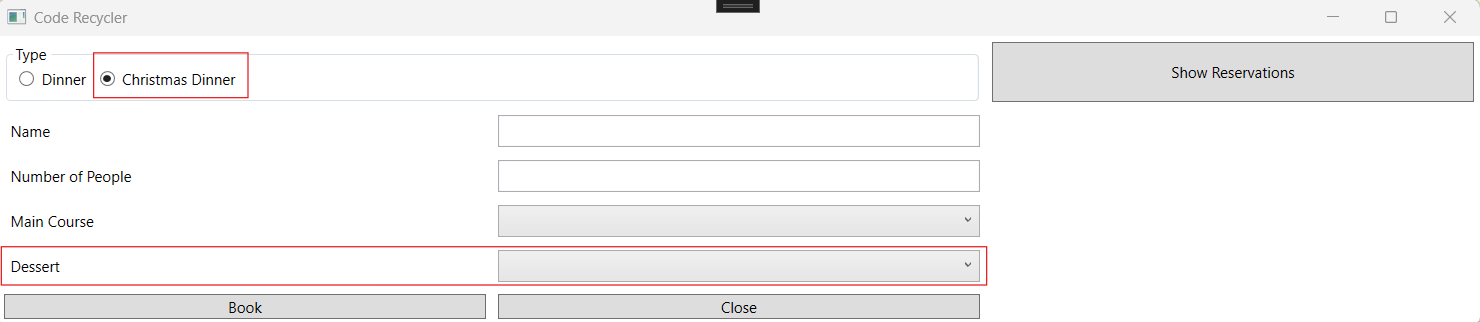 Code Recycler
Type
Dinner Christmas Dinner
Show Reservations
Name
Number of People
Main Course
Dessert
Book Close